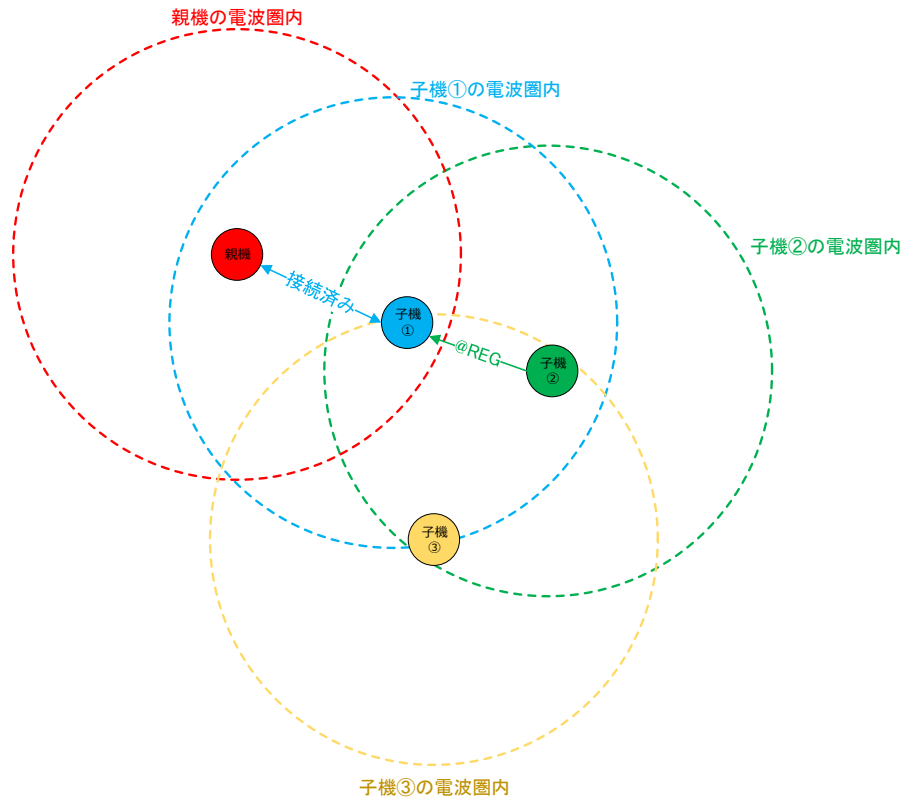 親機の電波圏内
子機①の電波圏内
子機②の電波圏内
親機
接続済み
子機
①
@REG
子機
②
子機
③
子機③の電波圏内